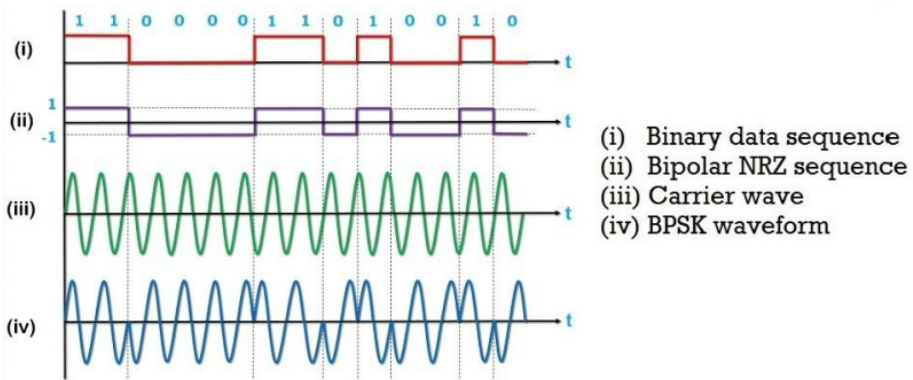 1 1 0 0 0 0 1 1 0 1 0 0 1 0
(i)
t
1
(ii)
t
-1
(iii)
t
(iv)
t
(i) Binary data sequence
(ii) Bipolar NRZ sequence
(iii) Carrier wave
(iv) BPSK waveform